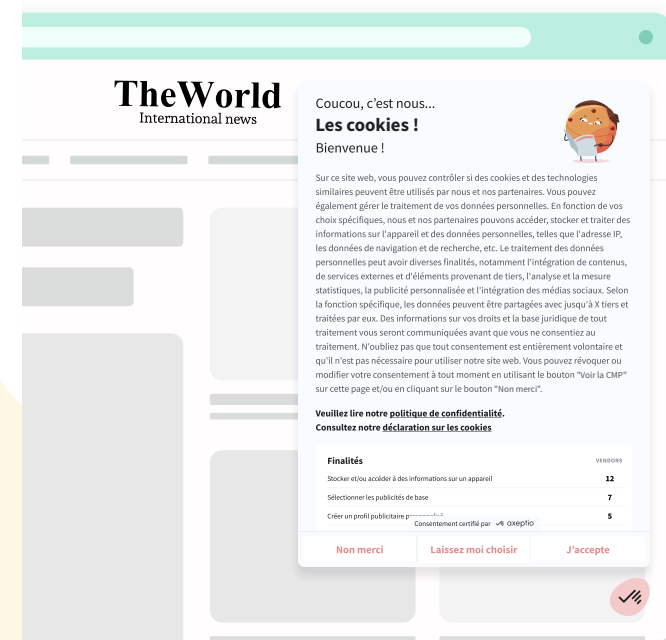 TheWorld
International news
Coucou, c'est nous...
Les cookies !
Bienvenue !
Sur ce site web, vous pouvez contrôler si des cookies et des technologies
similaires peuvent être utilisés par nous et nos partenaires. Vous pouvez
également gérer le traitement de vos données personnelles. En fonction de vos
choix spécifiques, nous et nos partenaires pouvons accéder, stocker et traiter des
informations sur l'appareil et des données personnelles, telles que l'adresse IP,
les données de navigation et de recherche, etc. Le traitement des données
personnelles peut avoir diverses finalités, notamment l'intégration de contenus,
de services externes et d'éléments provenant de tiers, l'analyse et la mesure
statistiques, la publicité personnalisée et l'intégration des médias sociaux. Selon
la fonction spécifique, les données peuvent être partagées avec jusqu'à X tiers et
traitées par eux. Des informations sur vos droits et la base juridique de tout
traitement vous seront communiquées avant que vous ne consentiez au
traitement. N'oubliez pas que tout consentement est entièrement volontaire et
qu'il n'est pas nécessaire pour utiliser notre site web. Vous pouvez révoquer ou
modifier votre consentement à tout moment en utilisant le bouton "Voir la CMP"
sur cette page et/ou en cliquant sur le bouton "Non merci".
Veuillez lire notre politique de confidentialité.
Consultez notre déclaration sur les cookies
Finalités VENDORS
Stocker et/ou accéder à des informations sur un appareil 12
Sélectionner les publicités de base 7
Créer un profil publicitaire 5
Consentement certifié par axeptio
Non merci Laissez moi choisir J'accepte